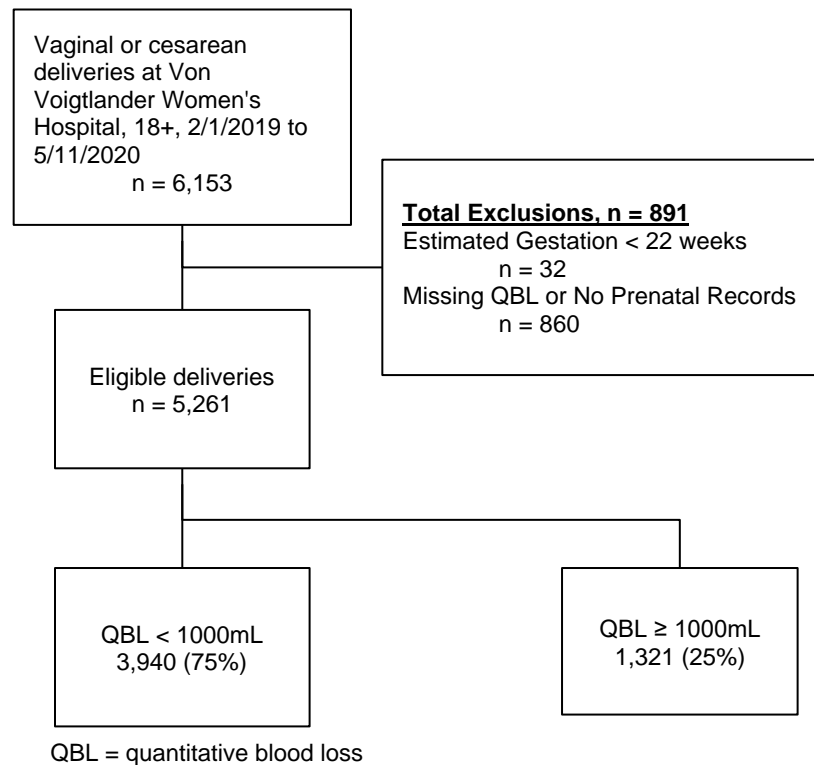 Vaginal or cesarean
deliveries at Von
Voigtlander Women's
Hospital, 18+, 2/1/2019 to
5/11/2020
n = 6,153
Total Exclusions, n = 891
Estimated Gestation < 22 weeks
n = 32
Missing QBL or No Prenatal Records
n = 860
Eligible deliveries
n = 5,261
QBL < 1000mL
3,940 (75%)
QBL ≥ 1000mL
1,321 (25%)
QBL = quantitative blood loss